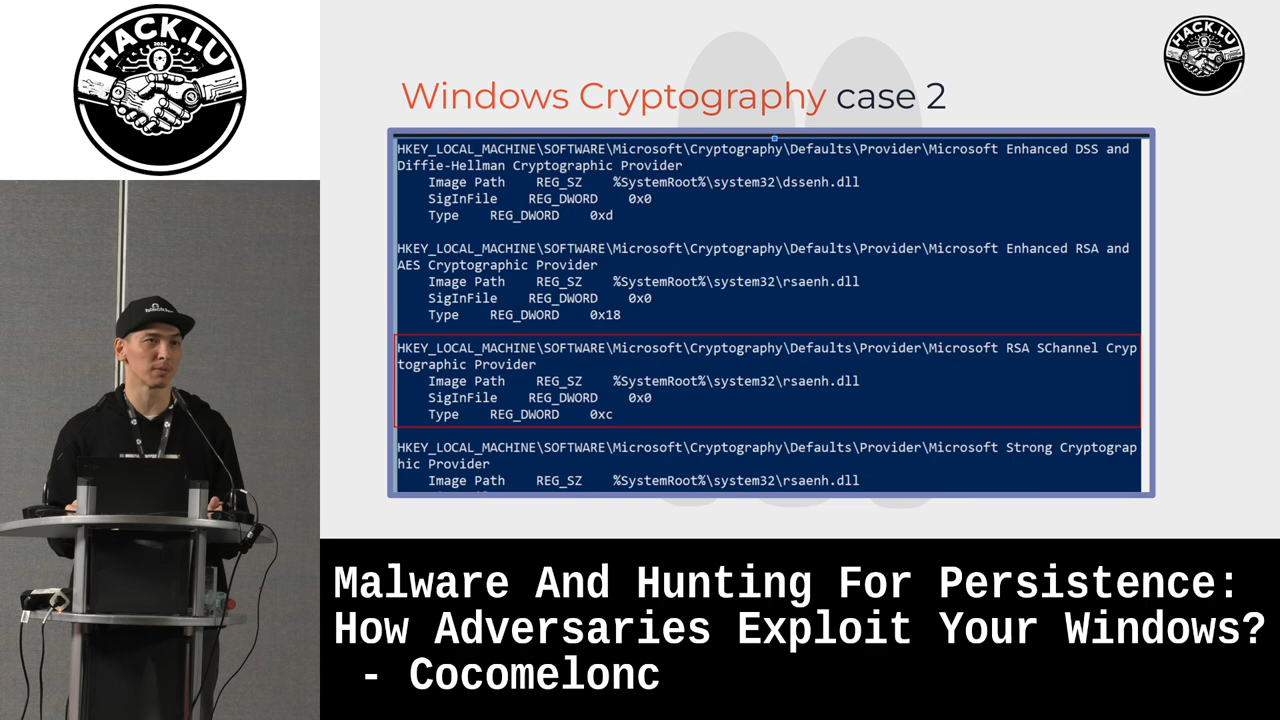 HACK.LU
2024
Windows Cryptography case 2
HKEY_LOCAL_MACHINE\SOFTWARE\Microsoft\Cryptography\Defaults\Provider\Microsoft Enhanced DSS and
Diffie-Hellman Cryptographic Provider
Image Path    REG_SZ    %SystemRoot%\system32\dssenh.dll
SigInFile    REG_DWORD    0x0
Type    REG_DWORD    0xd
HKEY_LOCAL_MACHINE\SOFTWARE\Microsoft\Cryptography\Defaults\Provider\Microsoft Enhanced RSA and
AES Cryptographic Provider
Image Path    REG_SZ    %SystemRoot%\system32\rsaenh.dll
SigInFile    REG_DWORD    0x0
Type    REG_DWORD    0x18
HKEY_LOCAL_MACHINE\SOFTWARE\Microsoft\Cryptography\Defaults\Provider\Microsoft RSA SChannel Cryp
tographic Provider
Image Path    REG_SZ    %SystemRoot%\system32\rsaenh.dll
SigInFile    REG_DWORD    0x0
Type    REG_DWORD    0xc
HKEY_LOCAL_MACHINE\SOFTWARE\Microsoft\Cryptography\Defaults\Provider\Microsoft Strong Cryptograp
hic Provider
Image Path    REG_SZ    %SystemRoot%\system32\rsaenh.dll
HACK.LU
Malware And Hunting For Persistence:
How Adversaries Exploit Your Windows?
- Cocomelonc